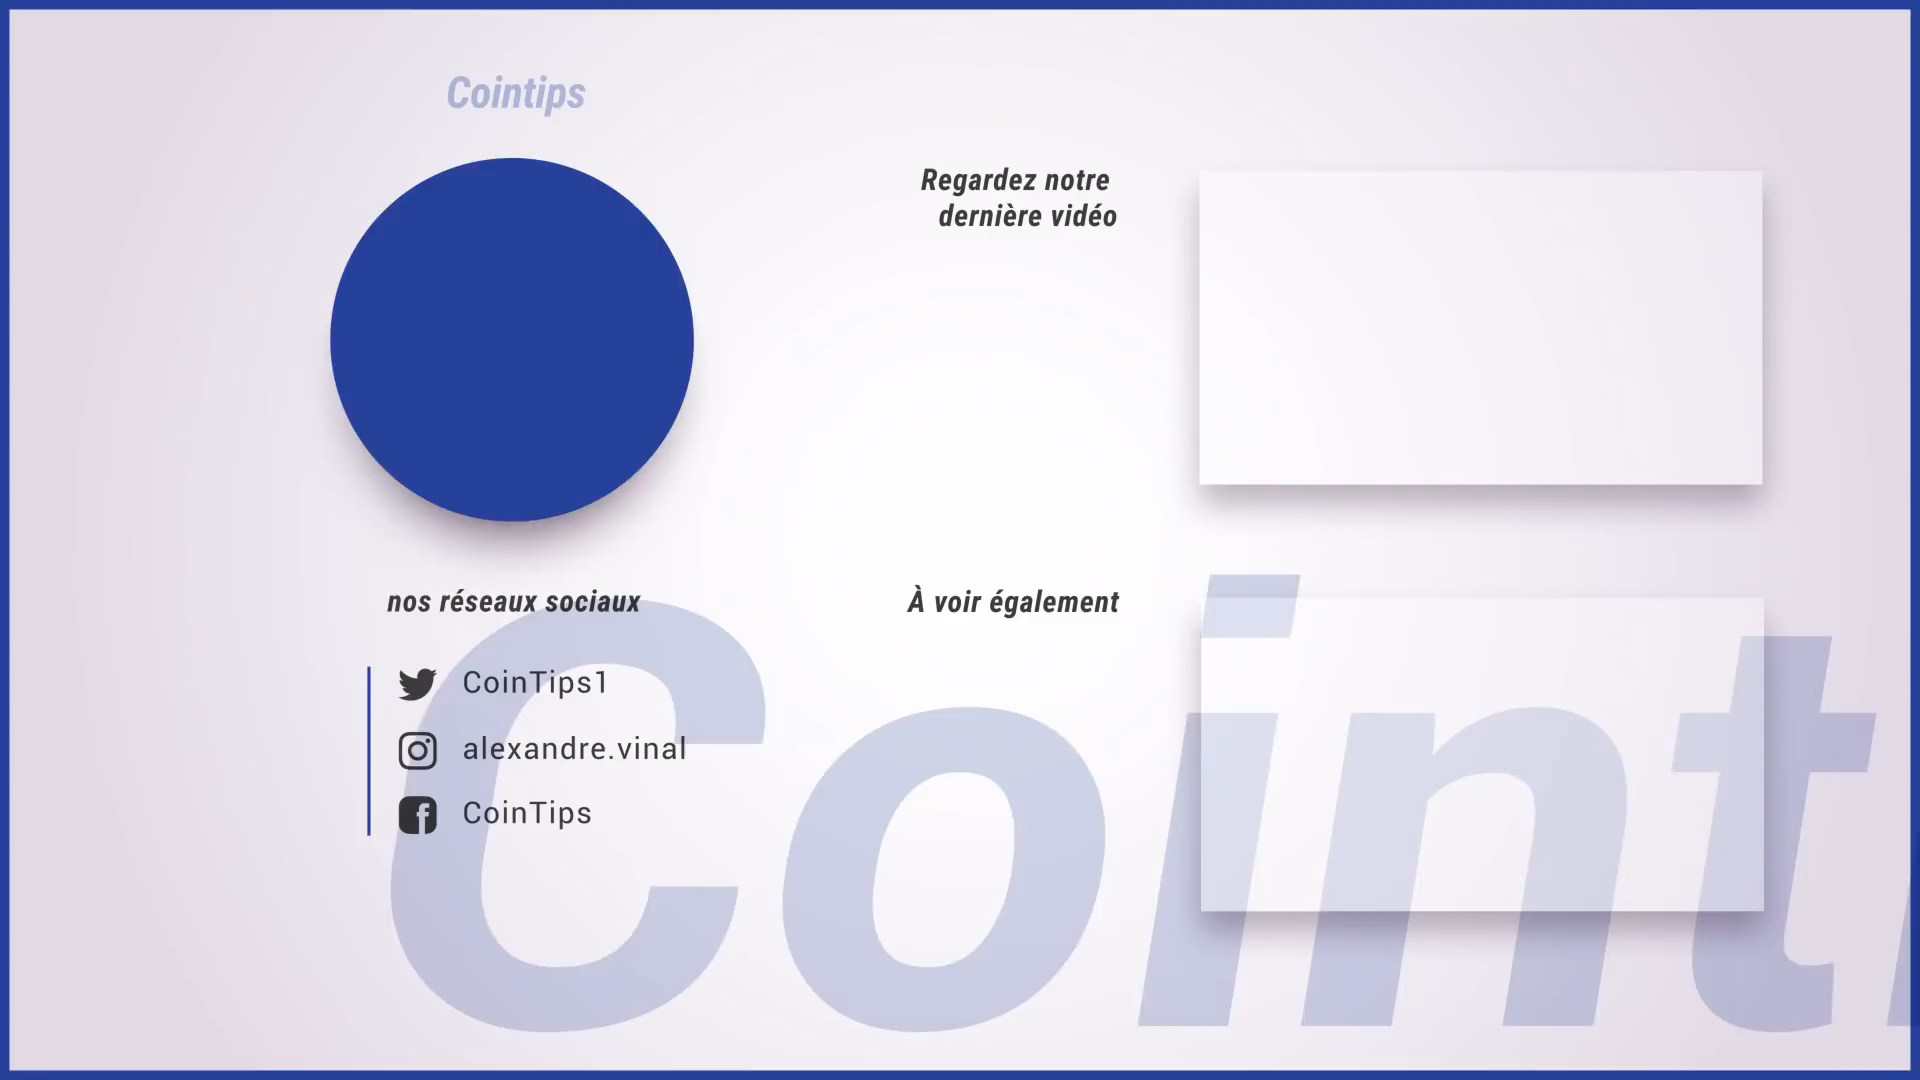 Cointips
Regardez notre
dernière vidéo
nos réseaux sociaux
CoinTips1
alexandre.vinal
CoinTips
À voir également
Coint